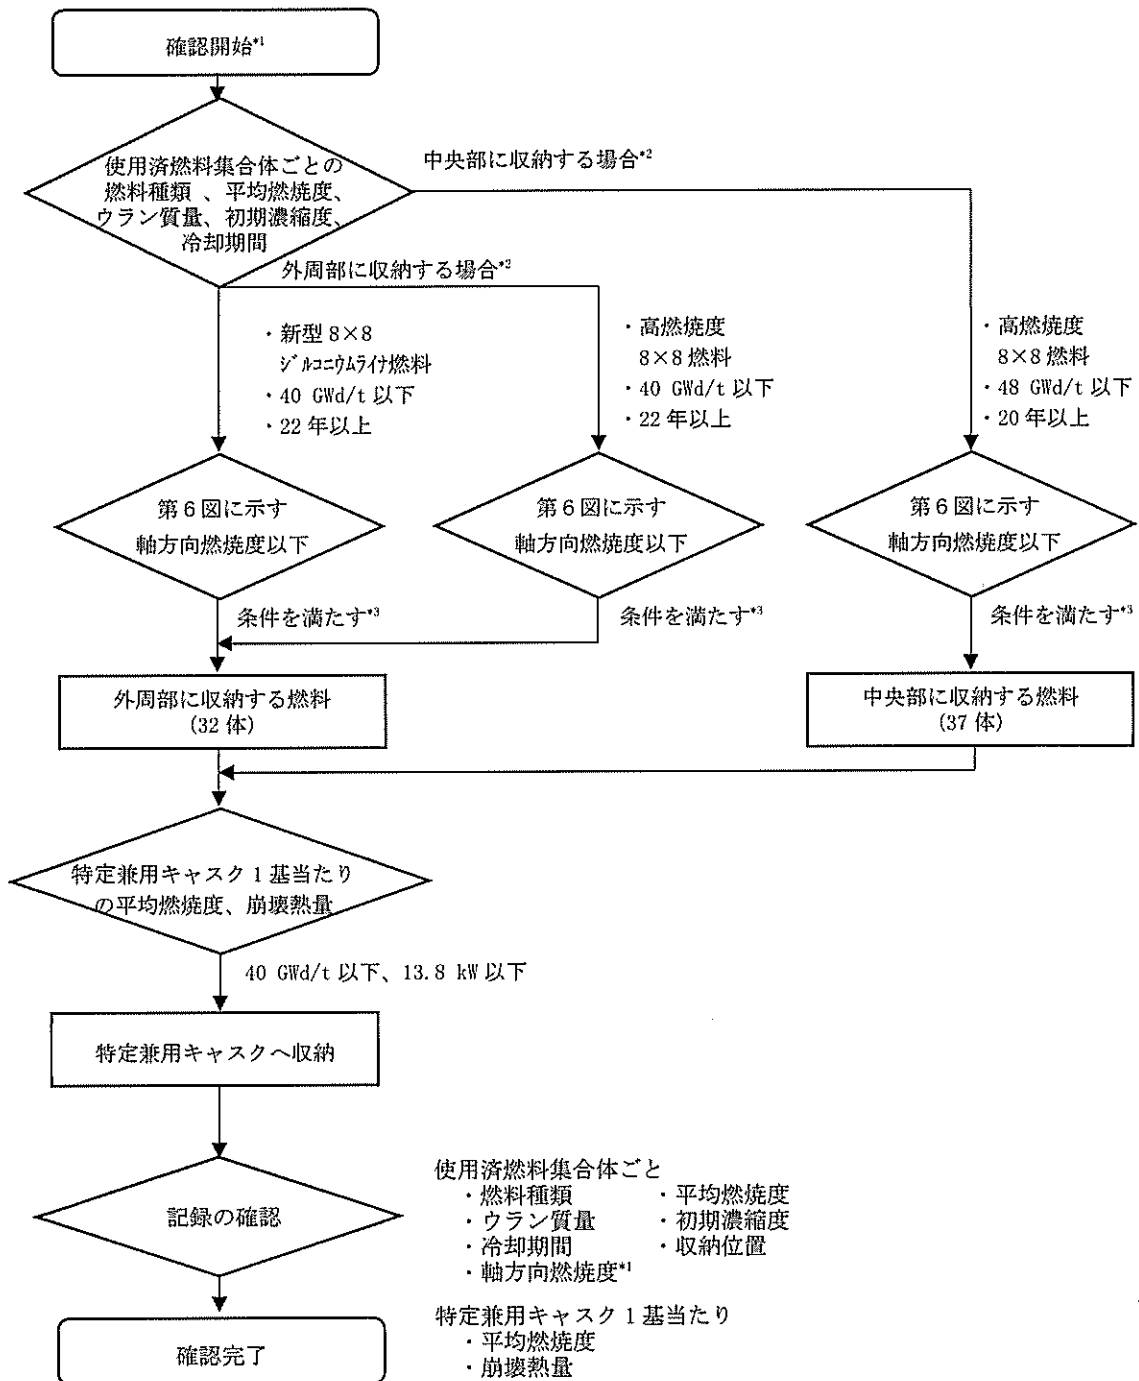 確認開始*1
使用済燃料集合体ごとの
燃料種類 、平均燃焼度、
ウラン質量、初期濃縮度、
冷却期間
中央部に収納する場合*2
外周部に収納する場合*2
・新型 8×8
ジルコニウムライナ燃料
・40 GWd/t 以下
・22 年以上
・高燃焼度
8×8 燃料
・40 GWd/t 以下
・22 年以上
・高燃焼度
8×8 燃料
・48 GWd/t 以下
・20 年以上
第6図に示す
軸方向燃焼度以下
第6図に示す
軸方向燃焼度以下
第6図に示す
軸方向燃焼度以下
条件を満たす*3
条件を満たす*3
条件を満たす*3
外周部に収納する燃料
(32 体)
中央部に収納する燃料
(37 体)
特定兼用キャスク 1 基当たり
の平均燃焼度、崩壊熱量
40 GWd/t 以下、13.8 kW 以下
特定兼用キャスクへ収納
記録の確認
使用済燃料集合体ごと
・燃料種類 ・平均燃焼度
・ウラン質量 ・初期濃縮度
・冷却期間 ・収納位置
・軸方向燃焼度*1
特定兼用キャスク 1 基当たり
・平均燃焼度
・崩壊熱量
確認完了